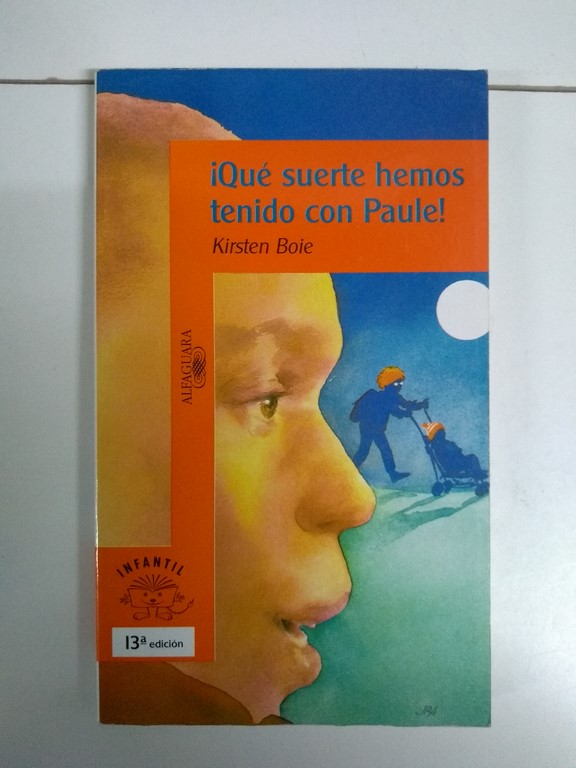 ¡Qué suerte hemos
tenido con Paule!
Kirsten Boie
ALFAGUARA
INFANTIL
13ª edición